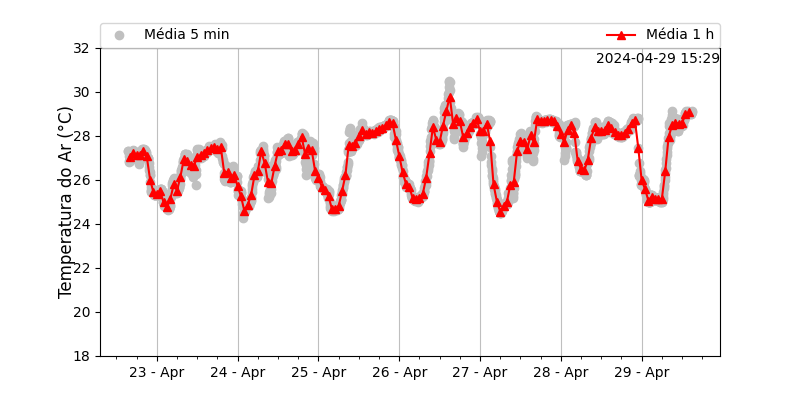 Média 5 min
Média 1 h
2024-04-29 15:29
Temperatura do Ar (°C)
32
30
28
26
24
22
20
18
23 - Apr
24 - Apr
25 - Apr
26 - Apr
27 - Apr
28 - Apr
29 - Apr